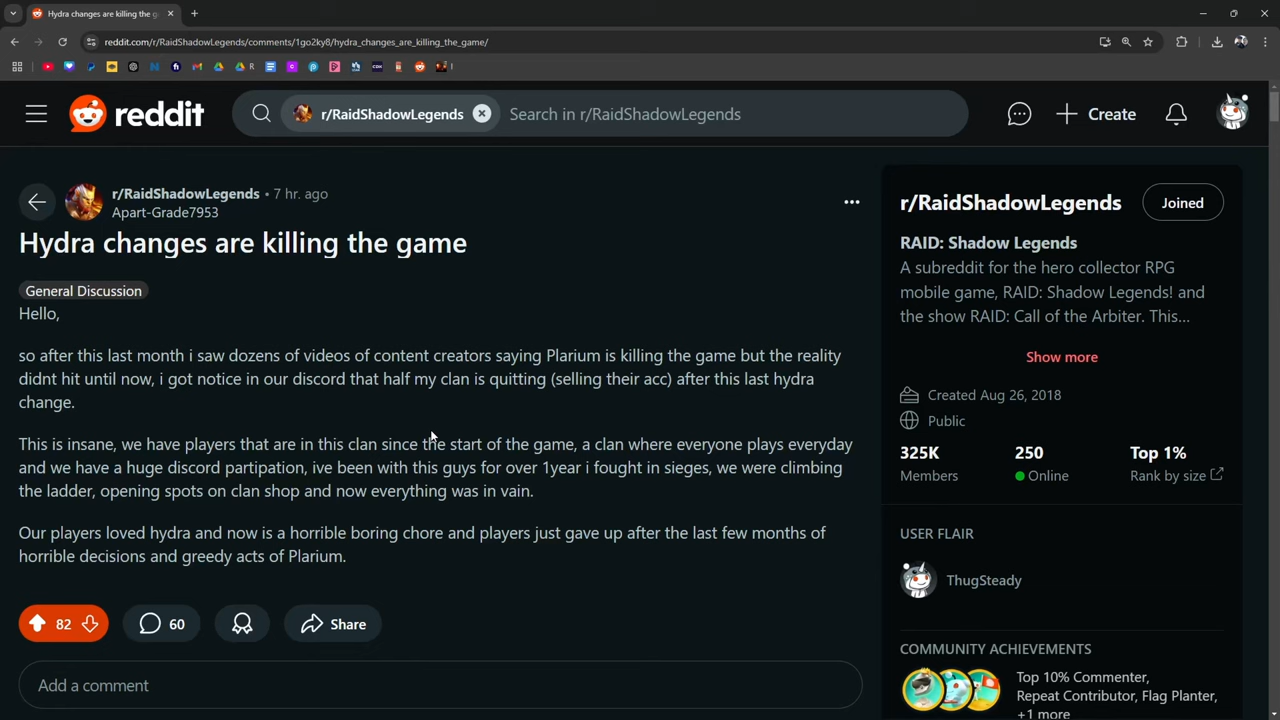 Hydra changes are killing the g
reddit.com/r/RaidShadowLegends/comments/1go2ky8/hydra_changes_are_killing_the_game/
reddit
r/RaidShadowLegends
Search in r/RaidShadowLegends
Create
r/RaidShadowLegends • 7 hr. ago
Apart-Grade7953
Hydra changes are killing the game
General Discussion
Hello,
so after this last month i saw dozens of videos of content creators saying Plarium is killing the game but the reality
didnt hit until now, i got notice in our discord that half my clan is quitting (selling their acc) after this last hydra
change.
This is insane, we have players that are in this clan since the start of the game, a clan where everyone plays everyday
and we have a huge discord partipation, ive been with this guys for over 1year i fought in sieges, we were climbing
the ladder, opening spots on clan shop and now everything was in vain.
Our players loved hydra and now is a horrible boring chore and players just gave up after the last few months of
horrible decisions and greedy acts of Plarium.
82
60
Share
Add a comment
r/RaidShadowLegends
Joined
RAID: Shadow Legends
A subreddit for the hero collector RPG
mobile game, RAID: Shadow Legends! and
the show RAID: Call of the Arbiter. This...
Show more
Created Aug 26, 2018
Public
325K 250 Top 1%
Members Online Rank by size
USER FLAIR
ThugSteady
COMMUNITY ACHIEVEMENTS
Top 10% Commenter,
Repeat Contributor, Flag Planter,
+1 more